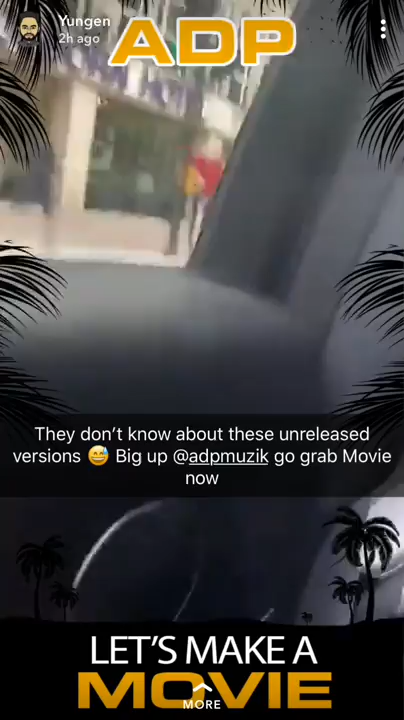 Yungen
2h ago
ADP
They don’t know about these unreleased
versions 😅 Big up @adpmuzik go grab Movie
now
LET’S MAKE A
MOVIE
MORE